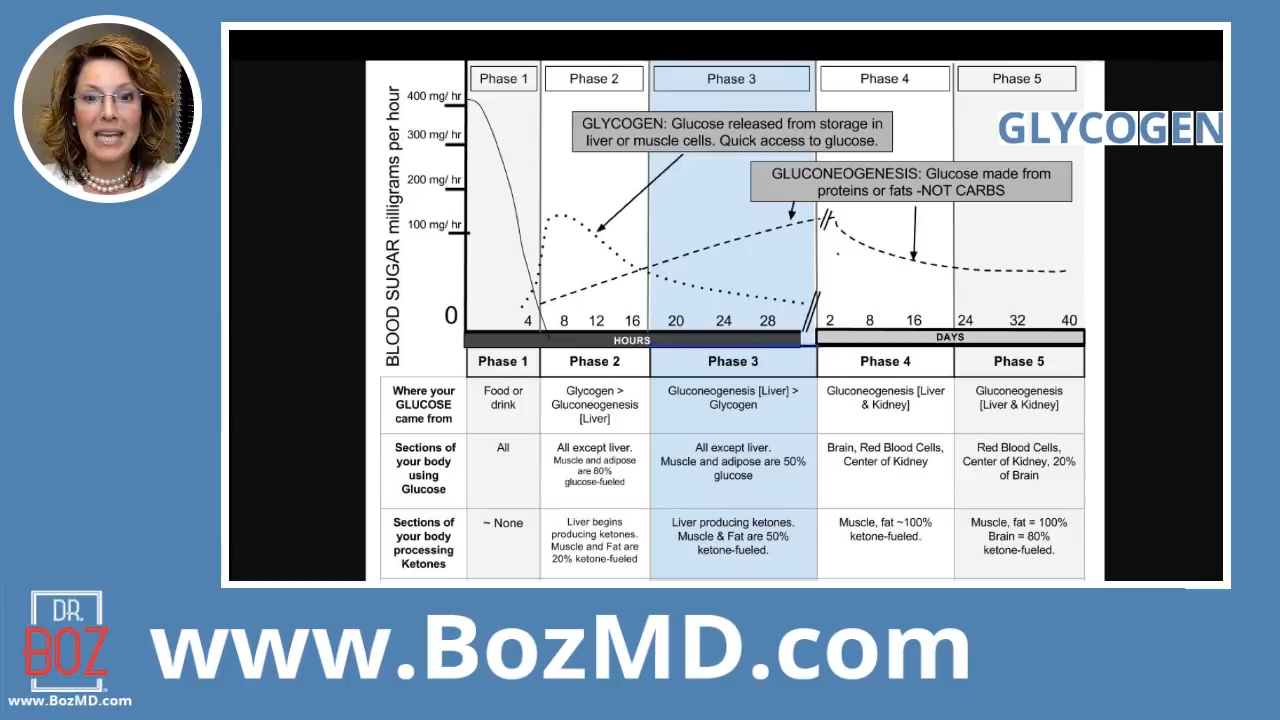 Phase 1
Phase 2
Phase 3
Phase 4
Phase 5
BLOOD SUGAR milligrams per hour
400 mg/ hr
300 mg/ hr
200 mg/ hr
100 mg/ hr
0
GLYCOGEN: Glucose released from storage in
liver or muscle cells. Quick access to glucose.
GLUCONEOGENESIS: Glucose made from
proteins or fats -NOT CARBS
GLYCOGEN
4 8 12 16 20 24 28 2 8 16 24 32 40
HOURS
DAYS
Phase 1
Phase 2
Phase 3
Phase 4
Phase 5
Where your
GLUCOSE
came from
Food or
drink
Glycogen >
Gluconeogenesis
[Liver]
Gluconeogenesis [Liver] >
Glycogen
Gluconeogenesis [Liver
& Kidney]
Gluconeogenesis
[Liver & Kidney]
Sections of
your body
using
Glucose
All
All except liver.
Muscle and adipose
are 80%
glucose-fueled
All except liver.
Muscle and adipose are 50%
glucose
Brain, Red Blood Cells,
Center of Kidney
Red Blood Cells,
Center of Kidney, 20%
of Brain
Sections of
your body
processing
Ketones
~ None
Liver begins
producing ketones.
Muscle and Fat are
20% ketone-fueled
Liver producing ketones.
Muscle & Fat are 50%
ketone-fueled.
Muscle, fat ~100%
ketone-fueled.
Muscle, fat = 100%
Brain = 80%
ketone-fueled.
DR.
BOZ
www.BozMD.com
www.BozMD.com